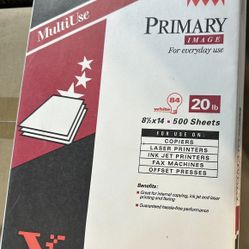 MultiUse
PRIMARY
IMAGE
For everyday use
84
20 lb
8½x14 • 500 Sheets
FOR USE ON:
COPIERS
LASER PRINTERS
INK JET PRINTERS
FAX MACHINES
OFFSET PRESSES
Benefits:
Great for internal copying, ink jet and laser
printing and faxing
Guaranteed trouble-free performance